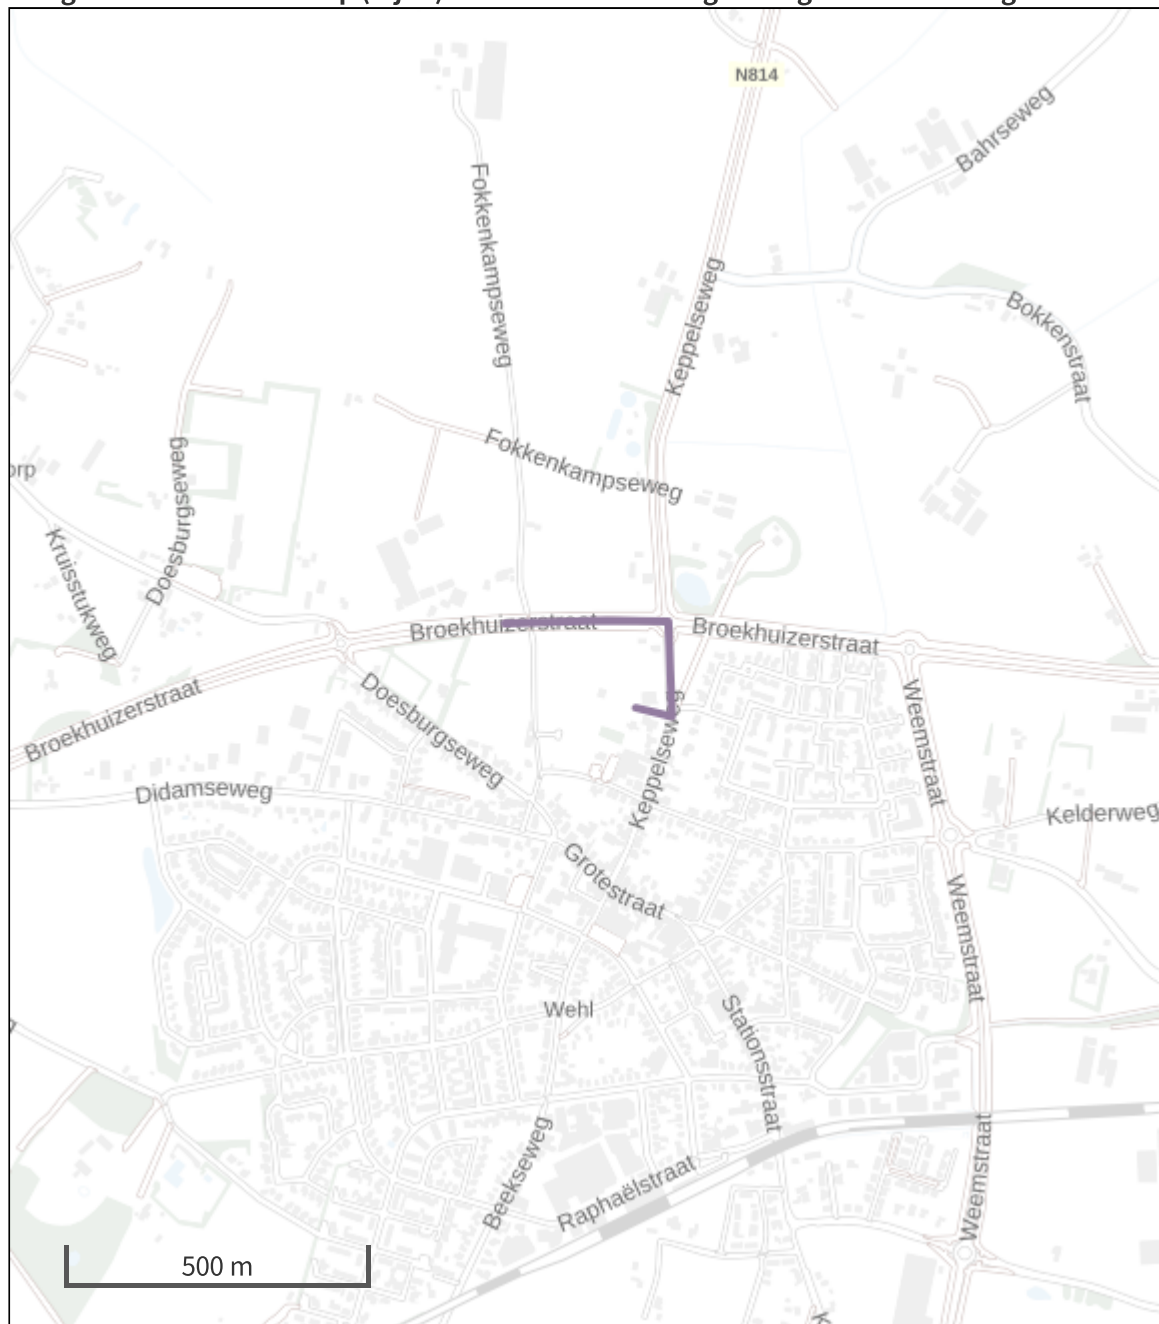 N814
Bahrseweg
Fokkenkampseweg
Keppelseweg
Bokkenstraat
Fokkenkampseweg
Doesburgseweg
orp
Kruisstukweg
Broekhuizerstraat
Broekhuizerstraat
Doesburgseweg
Broekhuizerstraat
Weemstraat
Keppelseweg
Didamseweg
Kelderweg
Grotestraat
Weemstraat
Wehl
Stationsstraat
Beekseweg
Raphaëlstraat
Weemstraat
500 m